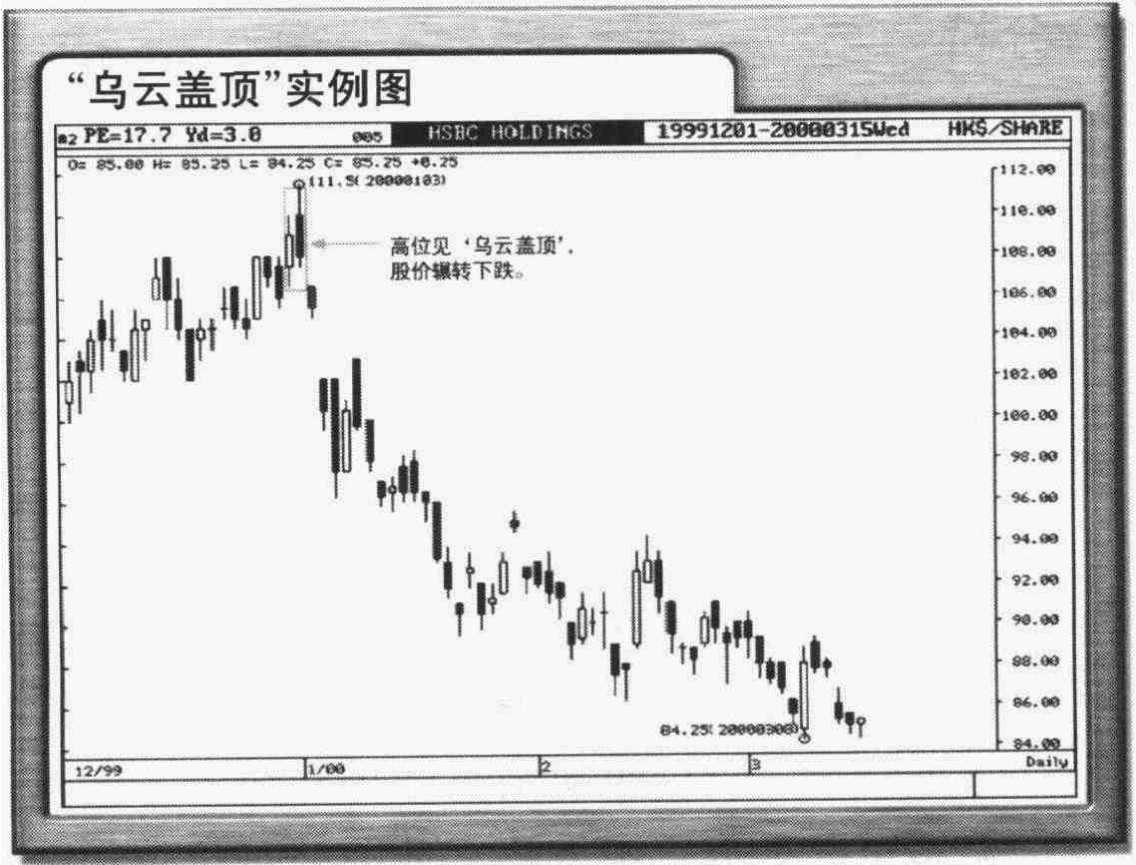 “乌云盖顶”实例图
m2 PE=17.7 Yd=3.0 005 HSBC HOLDINGS 19991201-20000315Wed HK$/SHARE
O= 85.00 H= 85.25 L= 84.25 C= 85.25 +0.25
(11.5( 20000103)
高位见‘乌云盖顶’,
股价辗转下跌。
112.00
110.00
108.00
106.00
104.00
102.00
100.00
98.00
96.00
94.00
92.00
90.00
88.00
86.00
84.00
84.25( 20000308)
12/99 1/00 2 3 Daily